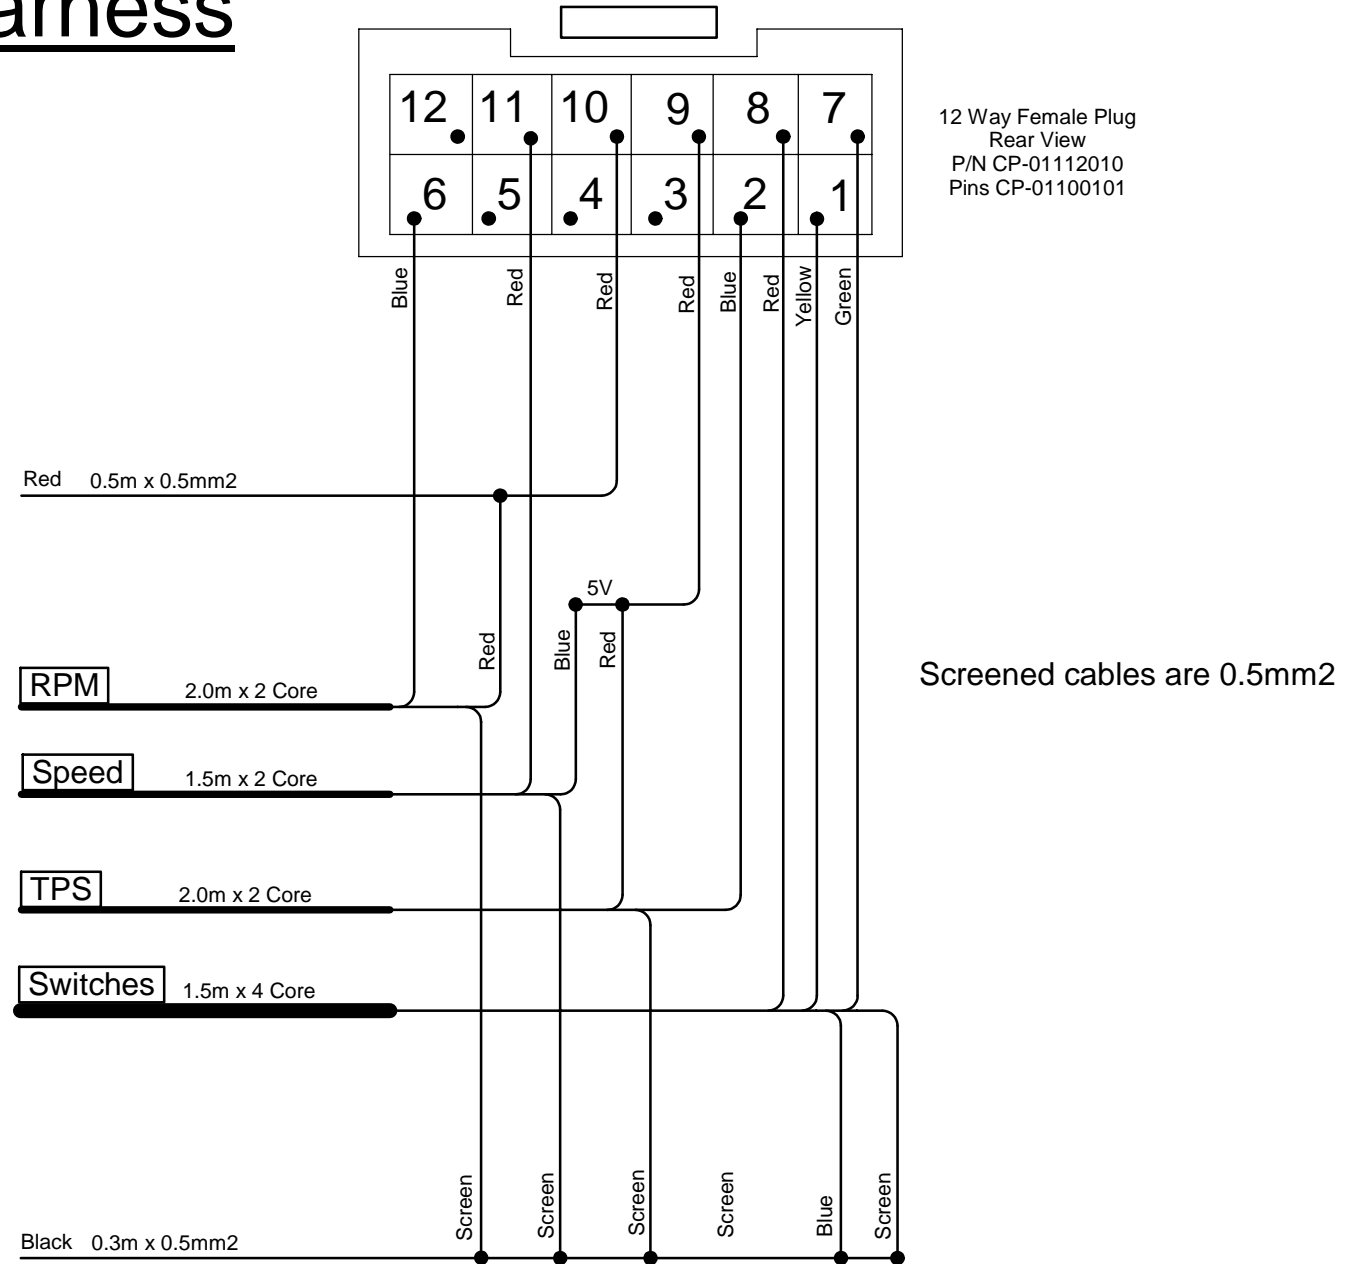 arness
12 11 10 9 8 7
6 5 4 3 2 1
12 Way Female Plug
Rear View
P/N CP-01112010
Pins CP-01100101
Blue Red Red Red Blue Red Yellow Green
Red 0.5m x 0.5mm2
5V
Red Blue Red
Screened cables are 0.5mm2
RPM 2.0m x 2 Core
Speed 1.5m x 2 Core
TPS 2.0m x 2 Core
Switches 1.5m x 4 Core
Screen Screen Screen Screen Blue Screen
Black 0.3m x 0.5mm2